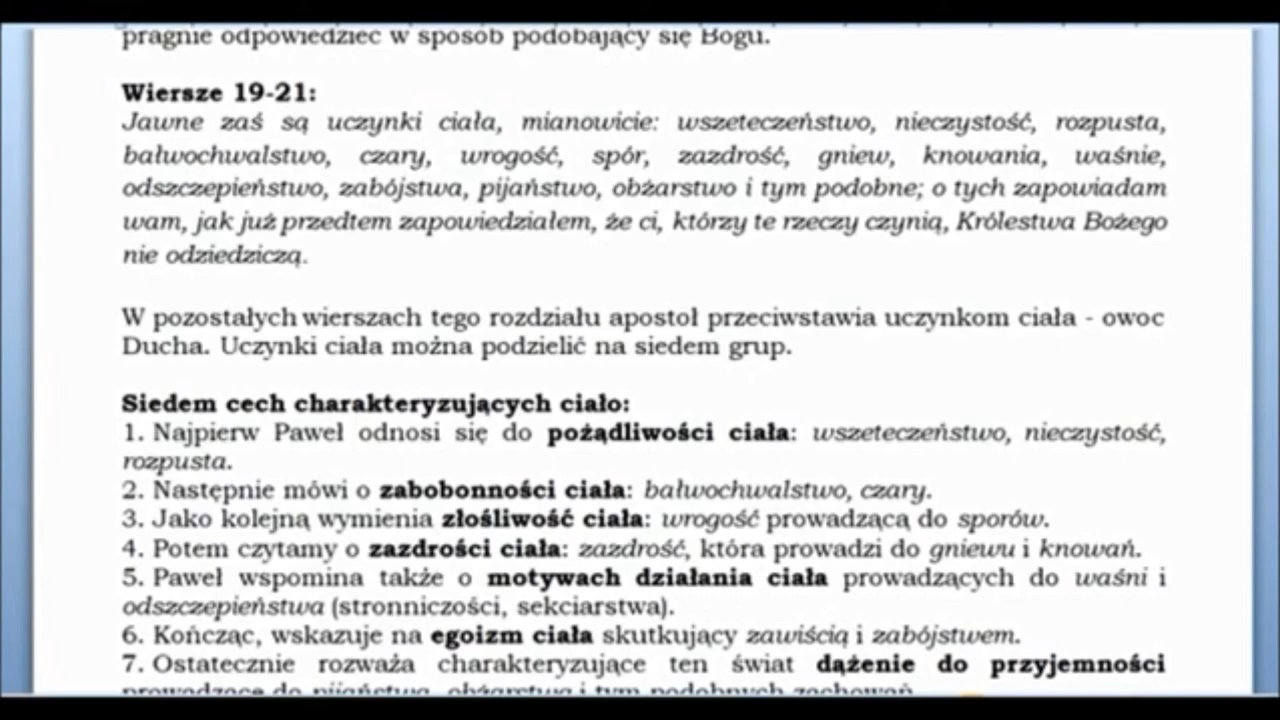 pragnie odpowiedzieć w sposób podobający się Bogu.
Wiersze 19-21:
Jawne zaś są uczynki ciała, mianowicie: wszeteczeństwo, nieczystość, rozpusta,
bałwochwalstwo, czary, wrogość, spór, zazdrość, gniew, knowania, waśnie,
odszczepieństwo, zabójstwa, pijaństwo, obżarstwo i tym podobne; o tych zapowiadam
wam, jak już przedtem zapowiedziałem, że ci, którzy te rzeczy czynią, Królestwa Bożego
nie odziedziczą.
W pozostałych wierszach tego rozdziału apostoł przeciwstawia uczynkom ciała - owoc
Ducha. Uczynki ciała można podzielić na siedem grup.
Siedem cech charakteryzujących ciało:
1. Najpierw Paweł odnosi się do pożądliwości ciała: wszeteczeństwo, nieczystość,
rozpusta.
2. Następnie mówi o zabobonności ciała: bałwochwalstwo, czary.
3. Jako kolejną wymienia złośliwość ciała: wrogość prowadzącą do sporów.
4. Potem czytamy o zazdrości ciała: zazdrość, która prowadzi do gniewu i knowań.
5. Paweł wspomina także o motywach działania ciała prowadzących do waśni i
odszczepieństwa (stronniczości, sekciarstwa).
6. Kończąc, wskazuje na egoizm ciała skutkujący zawiścią i zabójstwem.
7. Ostatecznie rozważa charakteryzujące ten świat dążenie do przyjemności
prowadzące do pijaństwa, obżarstwa i tym podobnych zachowań.